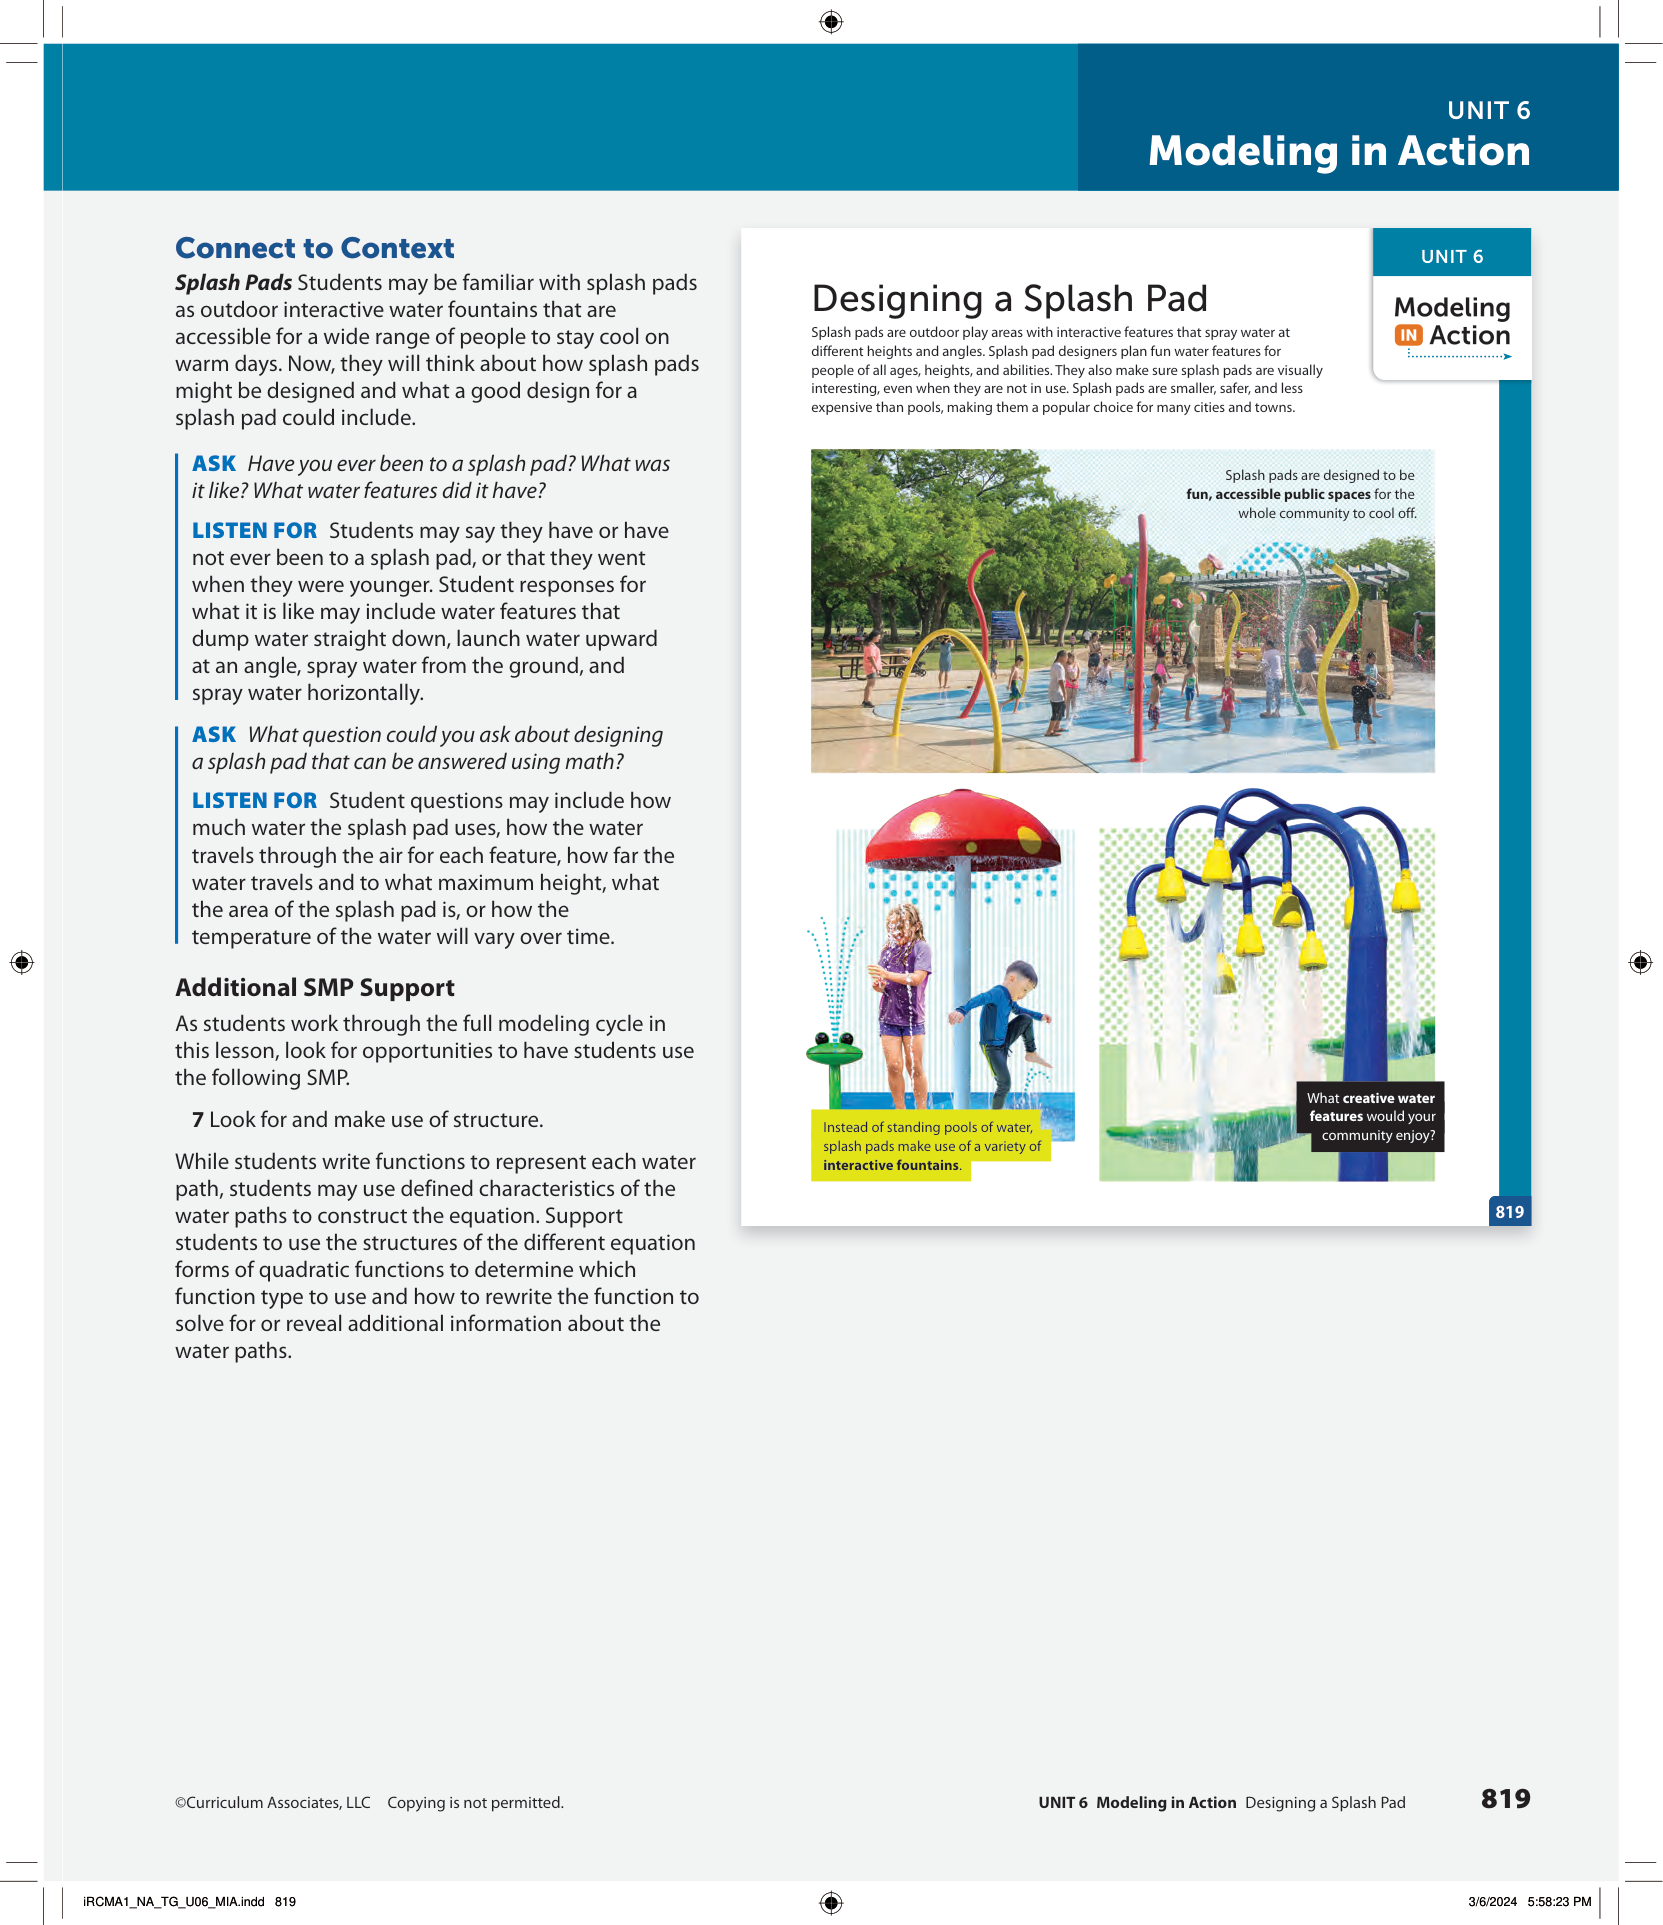 UNIT 6
Modeling in Action
Connect to Context
Splash Pads Students may be familiar with splash pads
as outdoor interactive water fountains that are
accessible for a wide range of people to stay cool on
warm days. Now, they will think about how splash pads
might be designed and what a good design for a
splash pad could include.
ASK Have you ever been to a splash pad? What was
it like? What water features did it have?
LISTEN FOR Students may say they have or have
not ever been to a splash pad, or that they went
when they were younger. Student responses for
what it is like may include water features that
dump water straight down, launch water upward
at an angle, spray water from the ground, and
spray water horizontally.
ASK What question could you ask about designing
a splash pad that can be answered using math?
LISTEN FOR Student questions may include how
much water the splash pad uses, how the water
travels through the air for each feature, how far the
water travels and to what maximum height, what
the area of the splash pad is, or how the
temperature of the water will vary over time.
Additional SMP Support
As students work through the full modeling cycle in
this lesson, look for opportunities to have students use
the following SMP.
7 Look for and make use of structure.
While students write functions to represent each water
path, students may use defined characteristics of the
water paths to construct the equation. Support
students to use the structures of the different equation
forms of quadratic functions to determine which
function type to use and how to rewrite the function to
solve for or reveal additional information about the
water paths.
UNIT 6
Modeling
IN Action
Designing a Splash Pad
Splash pads are outdoor play areas with interactive features that spray water at
different heights and angles. Splash pad designers plan fun water features for
people of all ages, heights, and abilities. They also make sure splash pads are visually
interesting, even when they are not in use. Splash pads are smaller, safer, and less
expensive than pools, making them a popular choice for many cities and towns.
Splash pads are designed to be
fun, accessible public spaces for the
whole community to cool off.
Instead of standing pools of water,
splash pads make use of a variety of
interactive fountains.
What creative water
features would your
community enjoy?
819
©Curriculum Associates, LLC Copying is not permitted.
UNIT 6 Modeling in Action Designing a Splash Pad 819
iRCMA1_NA_TG_U06_MIA.indd 819
3/6/2024 5:58:23 PM